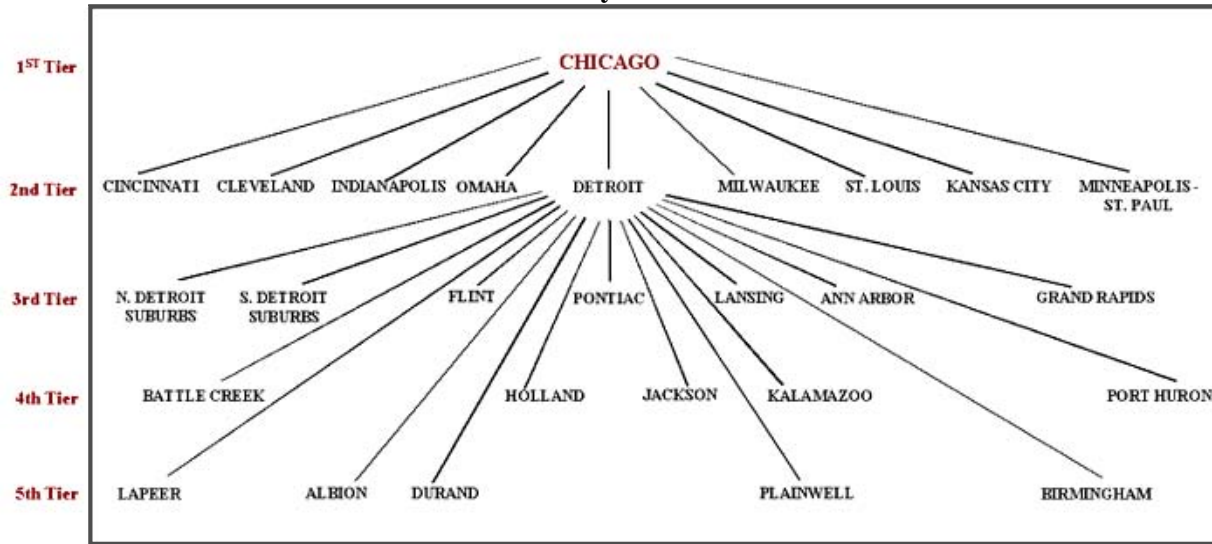 1ST Tier
CHICAGO
2nd Tier
CINCINNATI CLEVELAND INDIANAPOLIS OMAHA DETROIT MILWAUKEE ST. LOUIS KANSAS CITY MINNEAPOLIS -
ST. PAUL
3rd Tier
N. DETROIT
SUBURBS
S. DETROIT
SUBURBS
FLINT PONTIAC LANSING ANN ARBOR GRAND RAPIDS
4th Tier
BATTLE CREEK HOLLAND JACKSON KALAMAZOO PORT HURON
5th Tier
LAPEER ALBION DURAND PLAINWELL BIRMINGHAM